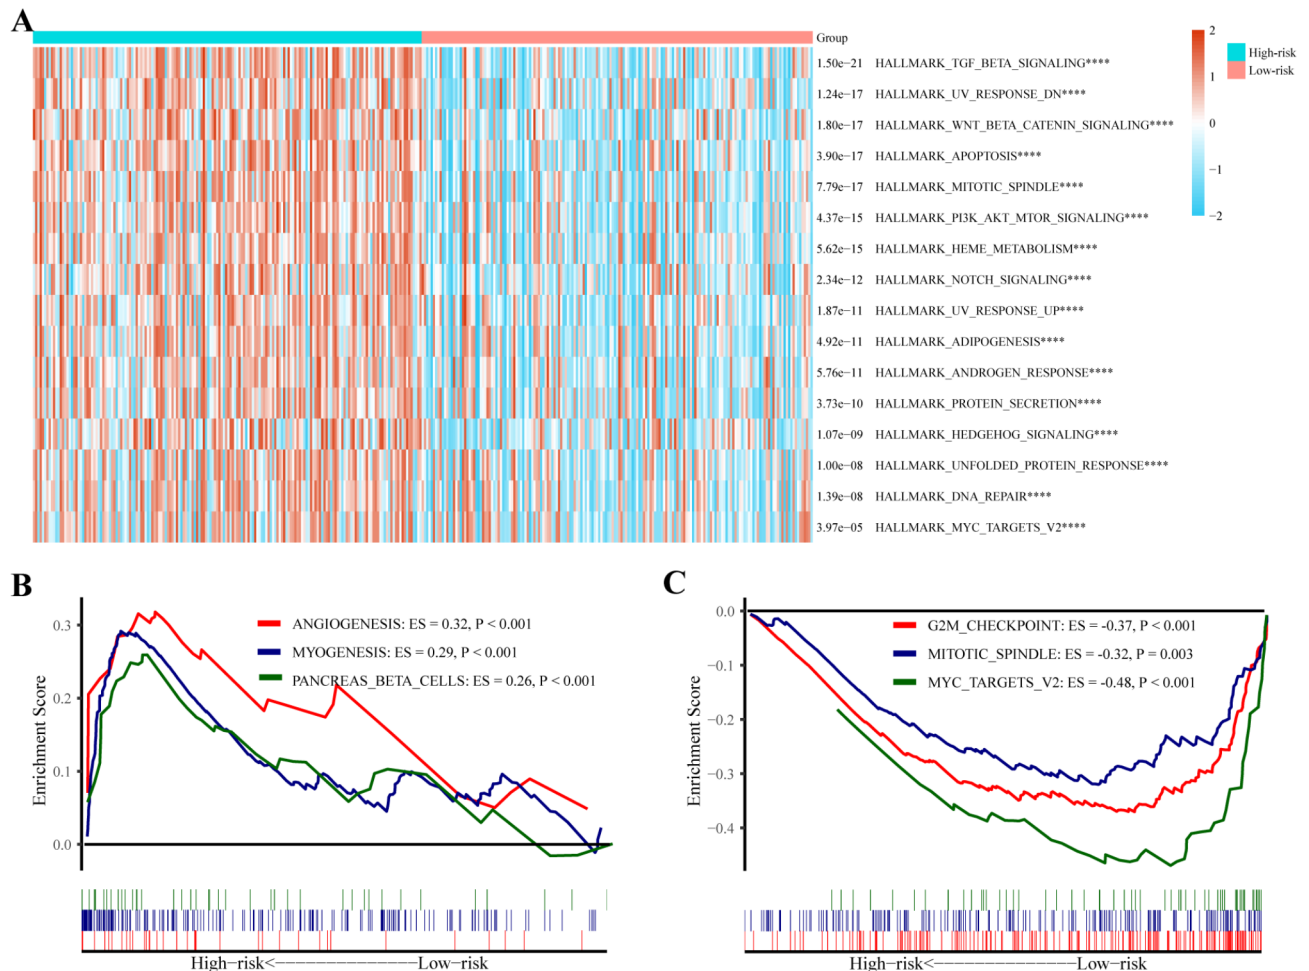 A
Group
1.50e−21 HALLMARK_TGF_BETA_SIGNALING****
1.24e−17 HALLMARK_UV_RESPONSE_DN****
1.80e−17 HALLMARK_WNT_BETA_CATENIN_SIGNALING****
3.90e−17 HALLMARK_APOPTOSIS****
7.79e−17 HALLMARK_MITOTIC_SPINDLE****
4.37e−15 HALLMARK_PI3K_AKT_MTOR_SIGNALING****
5.62e−15 HALLMARK_HEME_METABOLISM****
2.34e−12 HALLMARK_NOTCH_SIGNALING****
1.87e−11 HALLMARK_UV_RESPONSE_UP****
4.92e−11 HALLMARK_ADIPOGENESIS****
5.76e−11 HALLMARK_ANDROGEN_RESPONSE****
3.73e−10 HALLMARK_PROTEIN_SECRETION****
1.07e−09 HALLMARK_HEDGEHOG_SIGNALING****
1.00e−08 HALLMARK_UNFOLDED_PROTEIN_RESPONSE****
1.39e−08 HALLMARK_DNA_REPAIR****
3.97e−05 HALLMARK_MYC_TARGETS_V2****
2
1
0
−1
−2
High−risk
Low−risk
B
Enrichment Score
0.3
0.2
0.1
0.0
ANGIOGENESIS: ES = 0.32, P < 0.001
MYOGENESIS: ES = 0.29, P < 0.001
PANCREAS_BETA_CELLS: ES = 0.26, P < 0.001
High−risk<−−−−−−−−−−−−−−Low−risk
C
Enrichment Score
0.0
−0.1
−0.2
−0.3
−0.4
G2M_CHECKPOINT: ES = -0.37, P < 0.001
MITOTIC_SPINDLE: ES = -0.32, P = 0.003
MYC_TARGETS_V2: ES = -0.48, P < 0.001
High−risk<−−−−−−−−−−−−−−Low−risk